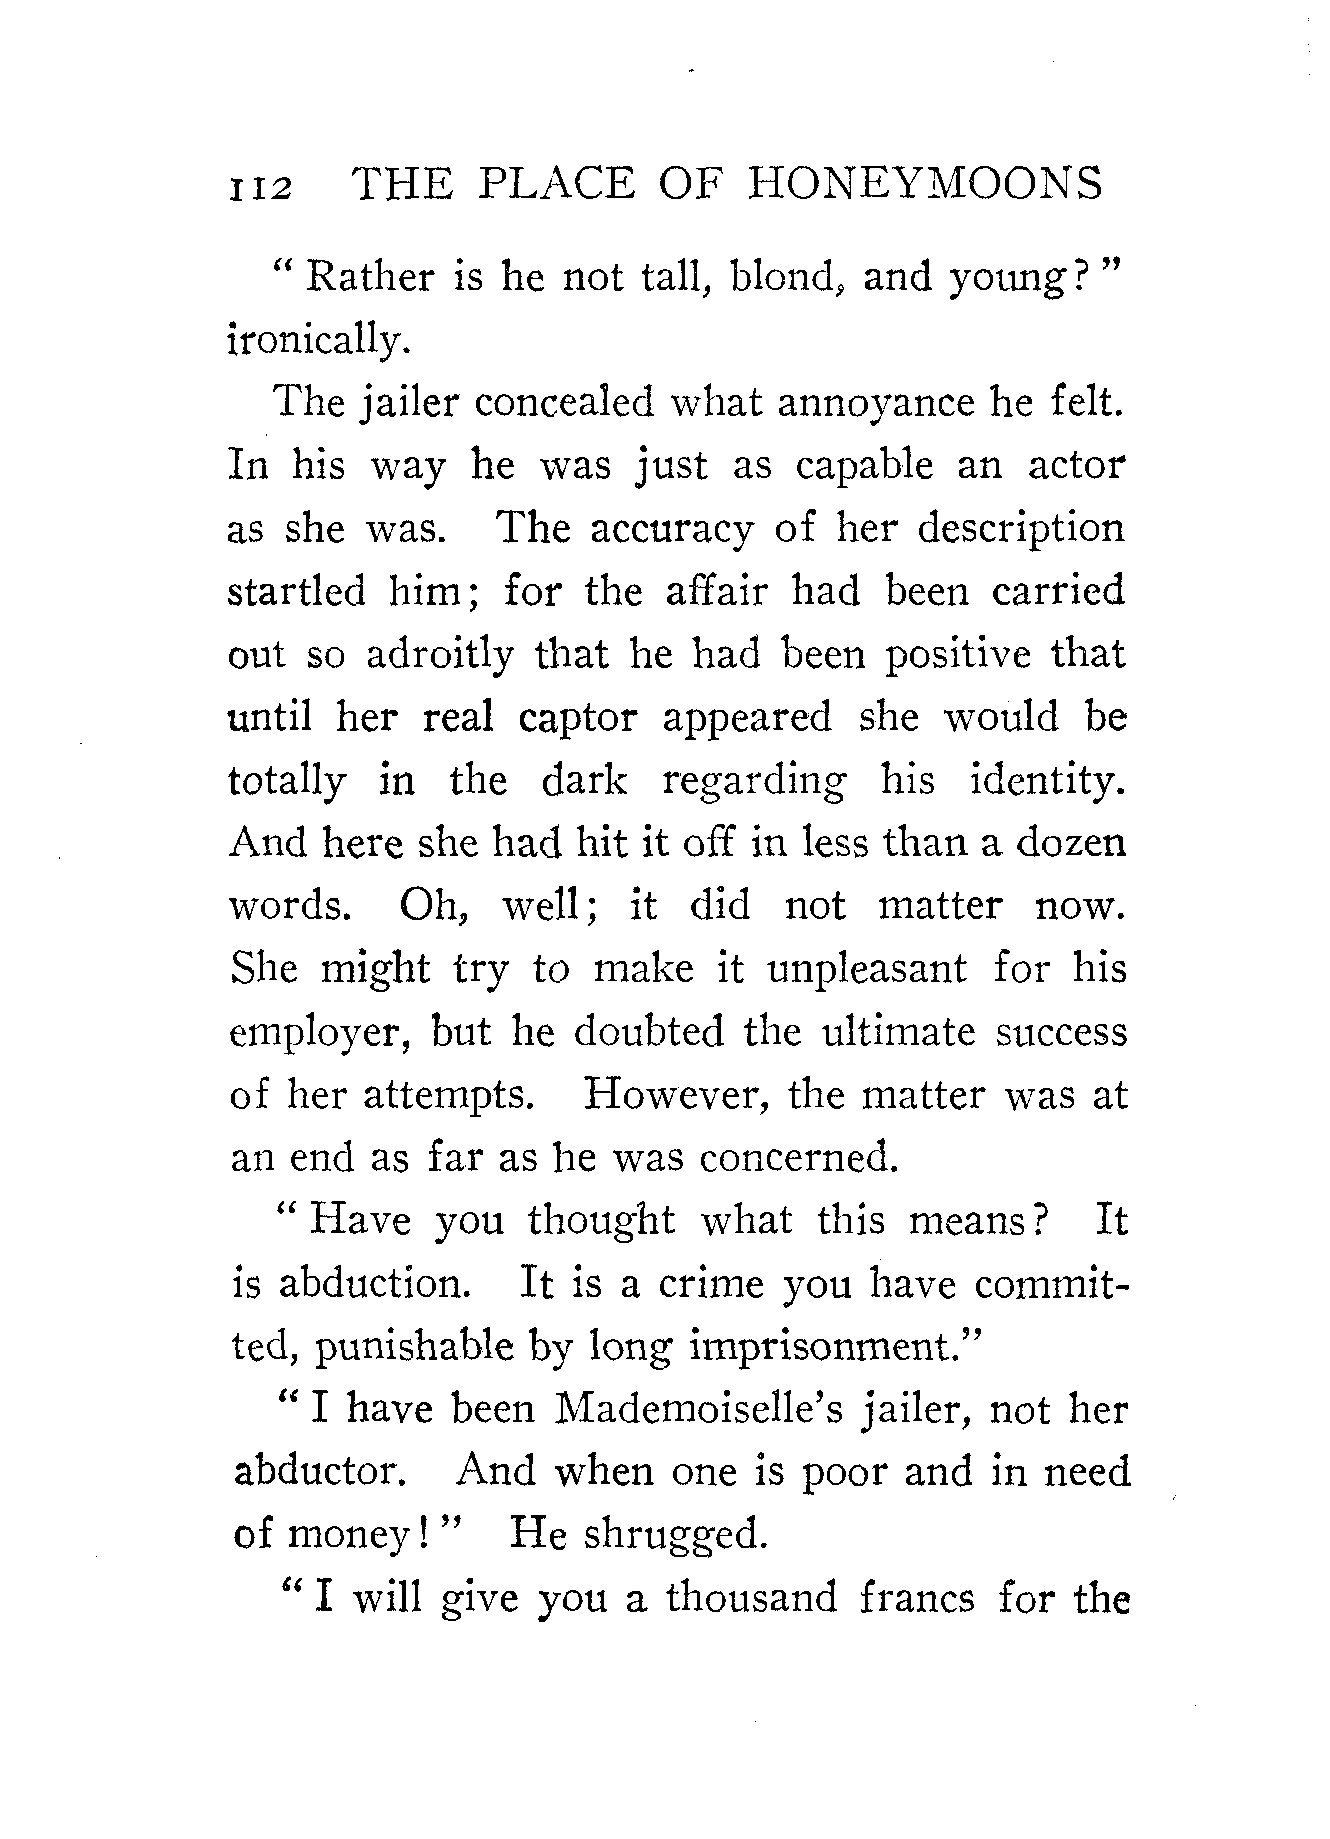 112 THE PLACE OF HONEYMOONS
“ Rather is he not tall, blond, and young? ”
ironically.
The jailer concealed what annoyance he felt.
In his way he was just as capable an actor
as she was. The accuracy of her description
startled him; for the affair had been carried
out so adroitly that he had been positive that
until her real captor appeared she would be
totally in the dark regarding his identity.
And here she had hit it off in less than a dozen
words. Oh, well; it did not matter now.
She might try to make it unpleasant for his
employer, but he doubted the ultimate success
of her attempts. However, the matter was at
an end as far as he was concerned.
“ Have you thought what this means? It
is abduction. It is a crime you have commit-
ted, punishable by long imprisonment.”
“ I have been Mademoiselle’s jailer, not her
abductor. And when one is poor and in need
of money! ” He shrugged.
“ I will give you a thousand francs for the